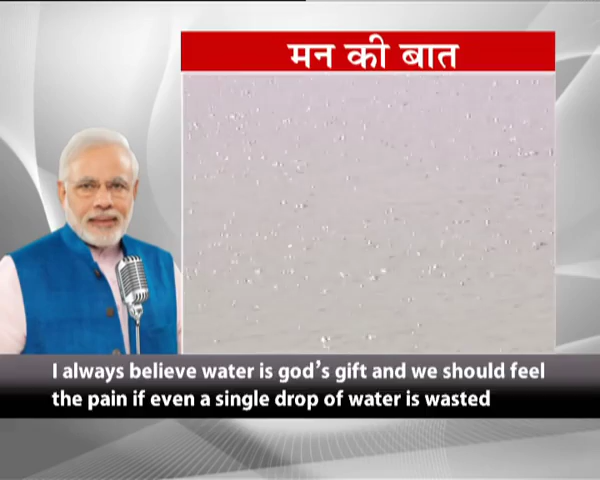 मन की बात
I always believe water is god's gift and we should feel
the pain if even a single drop of water is wasted